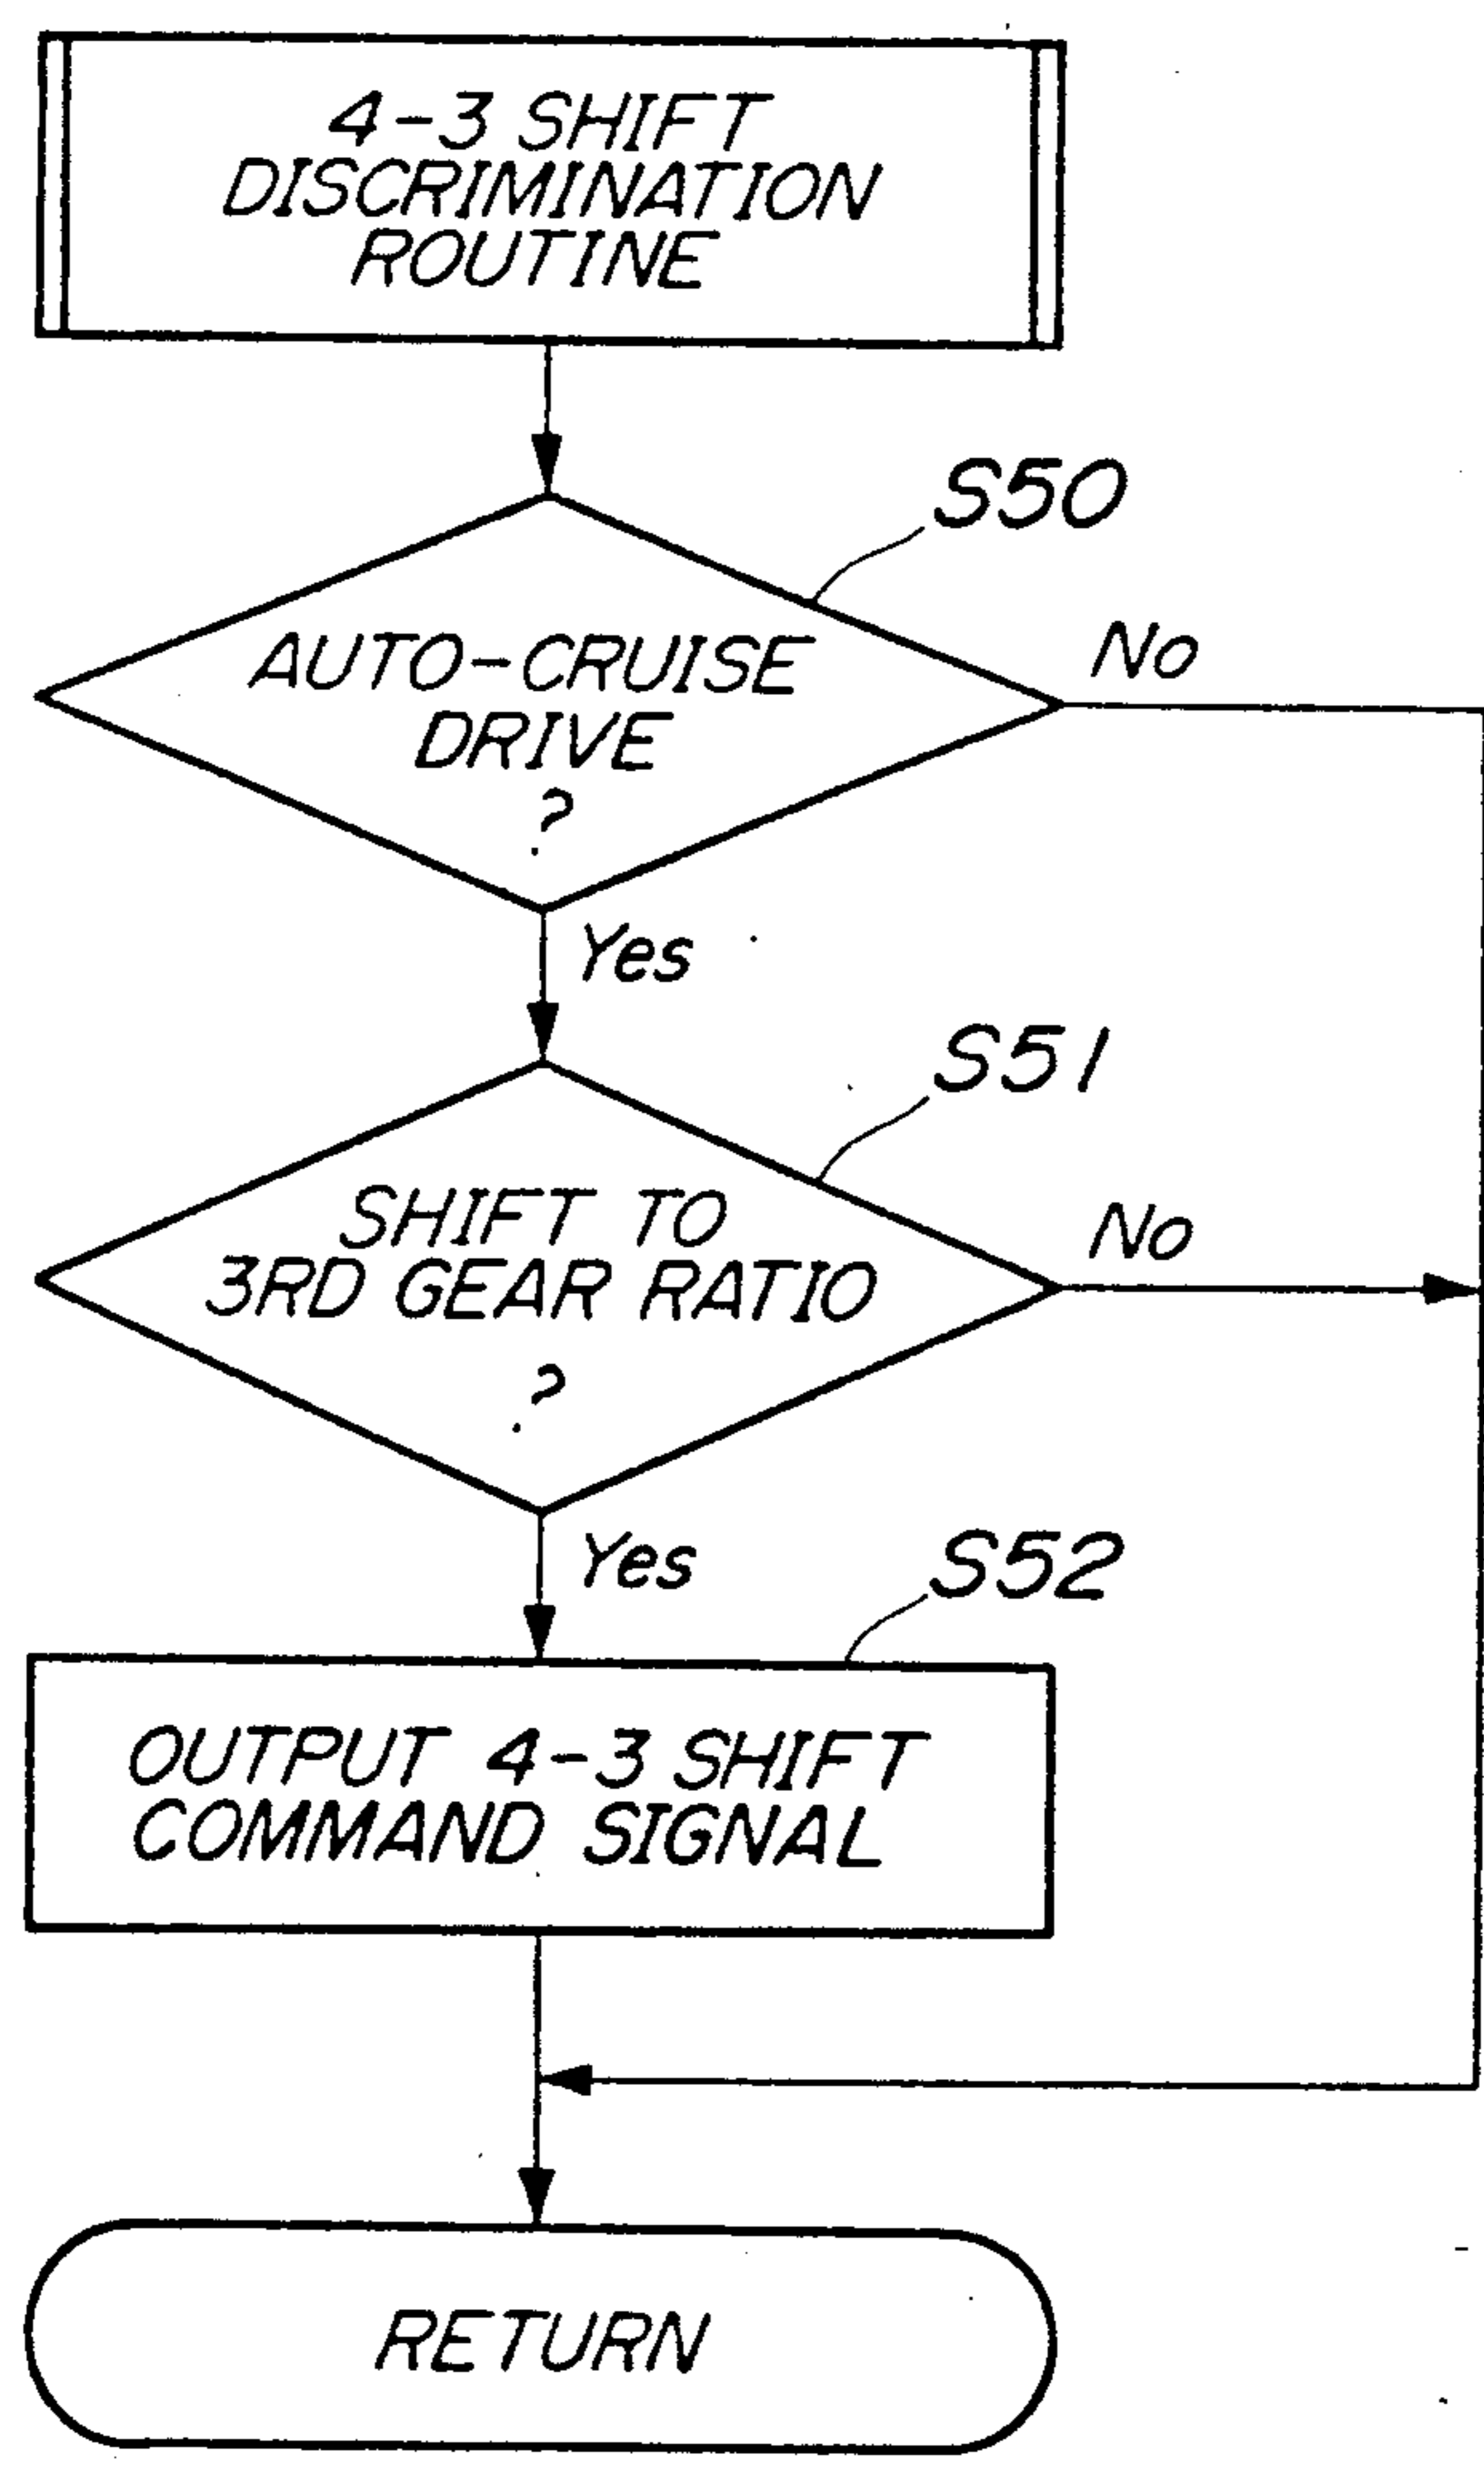 4-3 SHIFT
DISCRIMINATION
ROUTINE
S50
AUTO-CRUISE
DRIVE
?
No
Yes
S51
SHIFT TO
3RD GEAR RATIO
?
No
Yes
S52
OUTPUT 4-3 SHIFT
COMMAND SIGNAL
RETURN